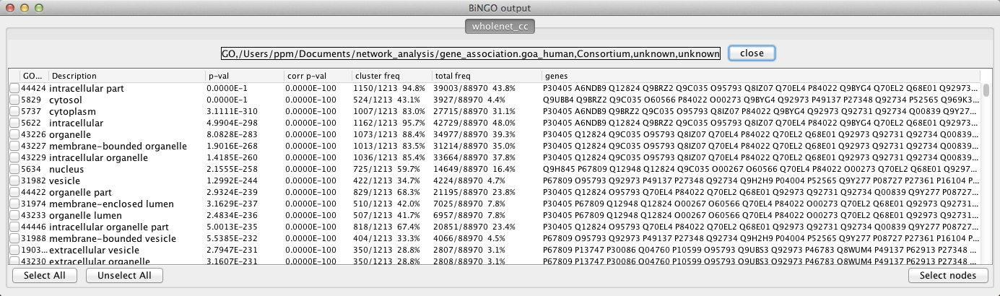 BiNGO output
wholenet_cc
GO,/Users/ppm/Documents/network_analysis/gene_association.goa_human,Consortium,unknown,unknown close
GO... Description p-val corr p-val cluster freq total freq genes
44424 intracellular part 0.0000E-1 0.0000E-100 1150/1213 94.8% 39003/88970 43.8% P30405 A6NDB9 Q12824 Q9BRZ2 Q9C035 O95793 Q8IZ07 Q70EL4 P84022 Q9BYG4 Q70EL2 Q68E01 Q92973...
5829 cytosol 0.0000E-1 0.0000E-100 524/1213 43.1% 3927/88970 4.4% Q9UBB4 Q9BRZ2 Q9C035 O60566 P84022 O00273 Q9BYG4 Q92973 P49137 P27348 Q92734 P52565 Q969K3...
5737 cytoplasm 3.1111E-310 0.0000E-100 1007/1213 83.0% 27715/88970 31.1% P30405 A6NDB9 Q9BRZ2 Q9C035 O95793 Q8IZ07 P84022 Q9BYG4 Q92973 Q92731 Q92734 Q00839 Q9Y27...
5622 intracellular 4.9904E-298 0.0000E-100 1162/1213 95.7% 42729/88970 48.0% P30405 A6NDB9 Q12824 Q9BRZ2 Q9C035 O95793 Q8IZ07 Q70EL4 P84022 Q9BYG4 Q70EL2 Q68E01 Q92973...
43226 organelle 8.0828E-283 0.0000E-100 1073/1213 88.4% 34977/88970 39.3% P30405 Q12824 Q9C035 O95793 Q8IZ07 Q70EL4 P84022 Q70EL2 Q68E01 Q92973 Q92731 Q92734 Q00839...
43227 membrane-bounded organelle 1.9016E-268 0.0000E-100 1013/1213 83.5% 31214/88970 35.0% P30405 Q12824 Q9C035 O95793 Q8IZ07 Q70EL4 P84022 Q70EL2 Q68E01 Q92973 Q92731 Q92734 Q00839...
43229 intracellular organelle 1.4185E-260 0.0000E-100 1036/1213 85.4% 33664/88970 37.8% P30405 Q12824 Q9C035 O95793 Q8IZ07 Q70EL4 P84022 Q70EL2 Q68E01 Q92973 Q92731 Q92734 Q00839...
5634 nucleus 2.1555E-258 0.0000E-100 725/1213 59.7% 14649/88970 16.4% Q9H845 P67809 Q12948 Q12824 Q9C035 O00267 O60566 Q70EL4 P84022 O00273 Q70EL2 Q68E01 Q9297...
31982 vesicle 1.2992E-244 0.0000E-100 422/1213 34.7% 4224/88970 4.7% P67809 O95793 Q92973 P49137 P27348 Q92734 Q9H2H9 P04004 P52565 Q9Y277 P08727 P27361 P16104 P...
44422 organelle part 2.9324E-239 0.0000E-100 829/1213 68.3% 21195/88970 23.8% P30405 Q12824 O95793 Q70EL4 P84022 Q70EL2 Q68E01 Q92973 Q92731 Q92734 Q00839 Q9Y277 P08727...
31974 membrane-enclosed lumen 3.1629E-237 0.0000E-100 510/1213 42.0% 7025/88970 7.8% P30405 P67809 Q12948 Q12824 O00267 O60566 Q70EL4 P84022 O00273 Q70EL2 Q68E01 Q92973 Q92731...
43233 organelle lumen 2.4834E-236 0.0000E-100 507/1213 41.7% 6957/88970 7.8% P30405 P67809 Q12948 Q12824 O00267 O60566 Q70EL4 P84022 O00273 Q70EL2 Q68E01 Q92973 Q92731...
44446 intracellular organelle part 5.0013E-235 0.0000E-100 818/1213 67.4% 20851/88970 23.4% P30405 Q12824 O95793 Q70EL4 P84022 Q70EL2 Q68E01 Q92973 Q92731 Q92734 Q00839 Q9Y277 P08727...
31988 membrane-bounded vesicle 5.5385E-232 0.0000E-100 404/1213 33.3% 4066/88970 4.5% P67809 O95793 Q92973 P49137 P27348 Q92734 Q9H2H9 P04004 P52565 Q9Y277 P08727 P27361 P16104 ...
1903... extracellular vesicle 2.7947E-231 0.0000E-100 350/1213 28.8% 2807/88970 3.1% P67809 P13747 P30086 Q04760 P10599 O95793 Q9UBS3 Q92973 P46783 Q8WUM4 P49137 P62913 P27348 ...
43230 extracellular organelle 3.1607E-231 0.0000E-100 350/1213 28.8% 2808/88970 3.1% P67809 P13747 P30086 Q04760 P10599 O95793 Q9UBS3 Q92973 P46783 Q8WUM4 P49137 P62913 P27348 ...
Select All Unselect All Select nodes